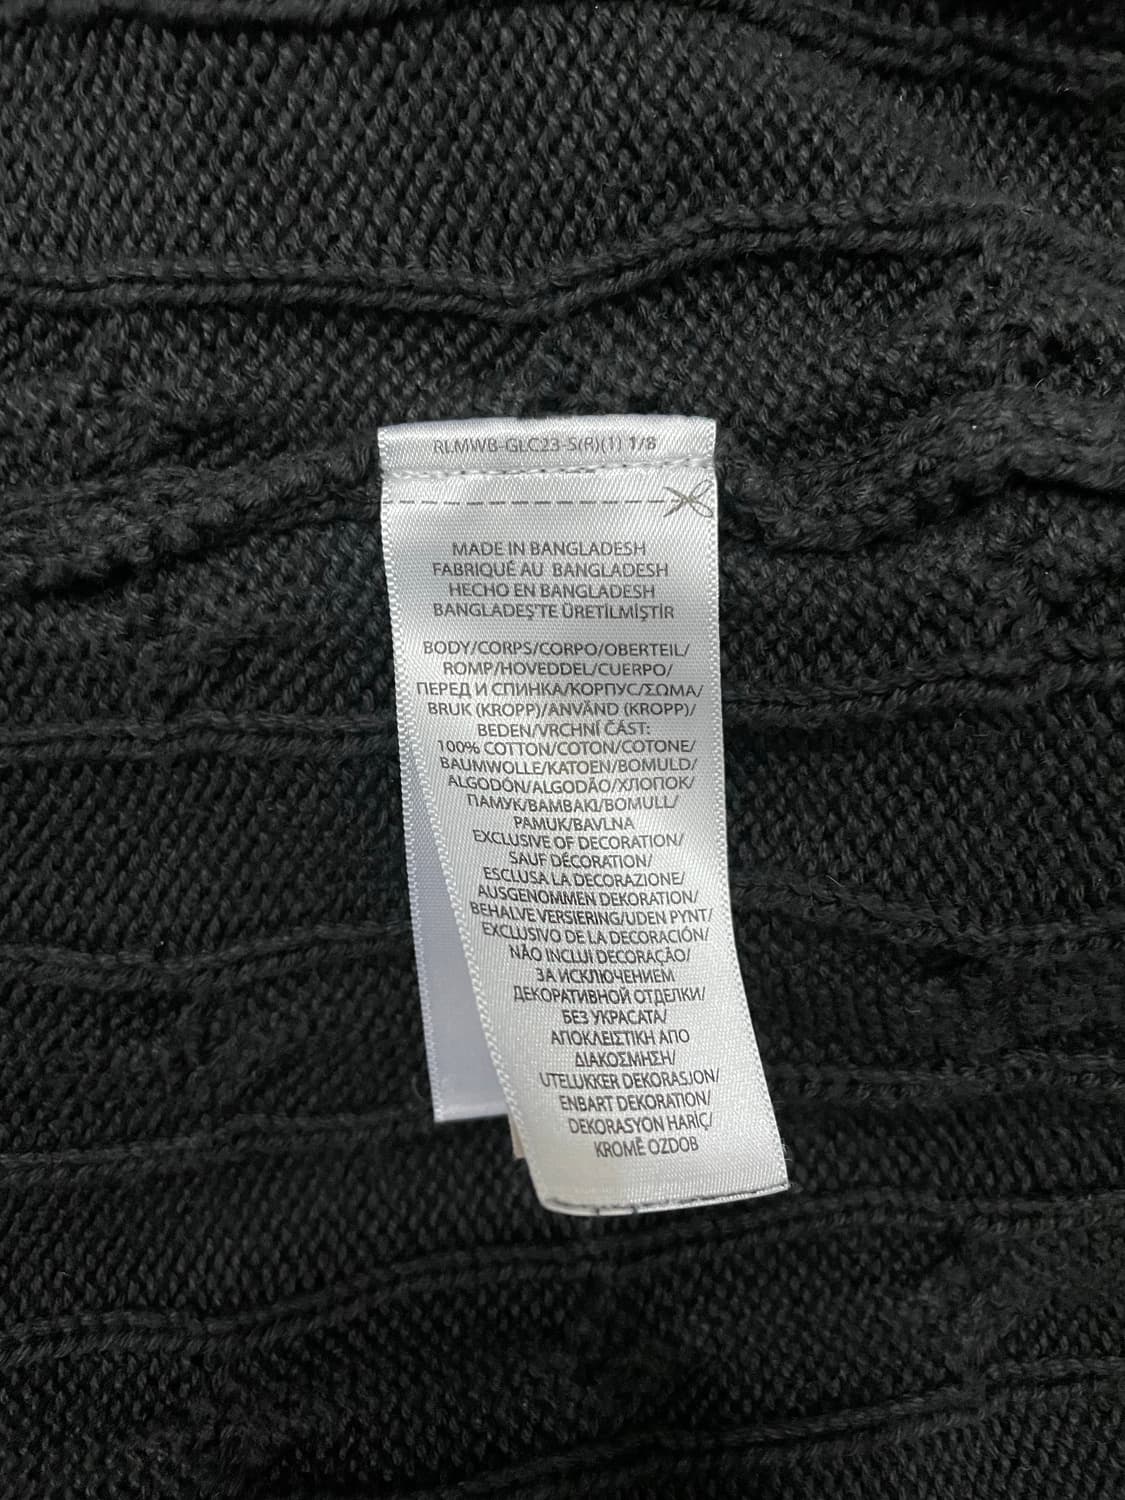 RLMWB-GLC23-S(R)(1) 1/8
MADE IN BANGLADESH
FABRIQUÉ AU BANGLADESH
HECHO EN BANGLADESH
BANGLADEŞ'TE ÜRETİLMİŞTİR
BODY/CORPS/CORPO/OBERTEIL/
ROMP/HOVEDDEL/CUERPO/
ПЕРЕД И СПИНКА/КОРПУС/ΣΩΜΑ/
BRUK (KROPP)/ANVÄND (KROPP)/
BEDEN/VRCHNÍ ČÁST:
100% COTTON/COTON/COTONE/
BAUMWOLLE/KATOEN/BOMULD/
ALGODÓN/ALGODÃO/ХЛОПОК/
ПАМУК/ΒΑΜΒΑΚΙ/BOMULL/
PAMUK/BAVLNA
EXCLUSIVE OF DECORATION/
SAUF DÉCORATION/
ESCLUSA LA DECORAZIONE/
AUSGENOMMEN DEKORATION/
BEHALVE VERSIERING/UDEN PYNT/
EXCLUSIVO DE LA DECORACIÓN/
NÃO INCLUI DECORAÇÃO/
ЗА ИСКЛЮЧЕНИЕМ
ДЕКОРАТИВНОЙ ОТДЕЛКИ/
БЕЗ УКРАСАТА/
ΑΠΟΚΛΕΙΣΤΙΚΗ ΑΠΟ
ΔΙΑΚΟΣΜΗΣΗ/
UTELUKKER DEKORASJON/
ENBART DEKORATION/
DEKORASYON HARİÇ/
KROMĚ OZDOB